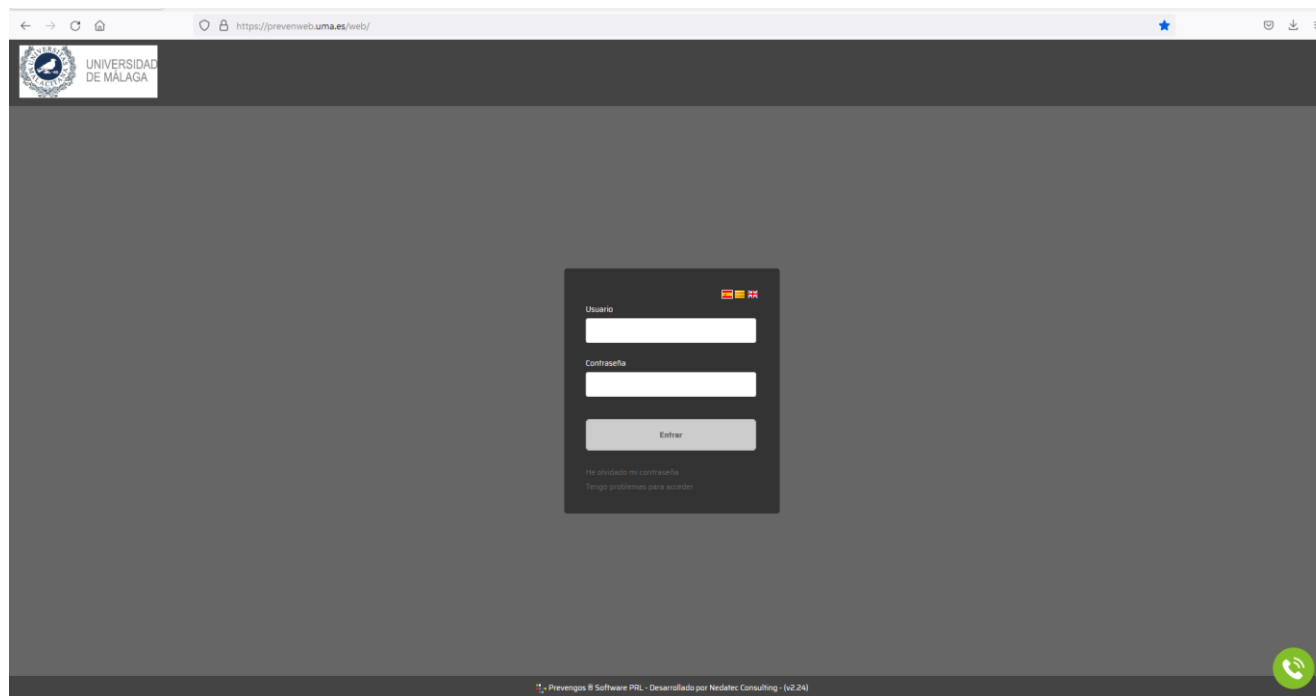 https://prevenweb.uma.es/web/
UNIVERSIDAD
DE MÁLAGA
Usuario
Contraseña
Entrar
He olvidado mi contraseña
Tengo problemas para acceder
Prevengos ® Software PRL - Desarrollado por Nedatec Consulting - (v2.24)